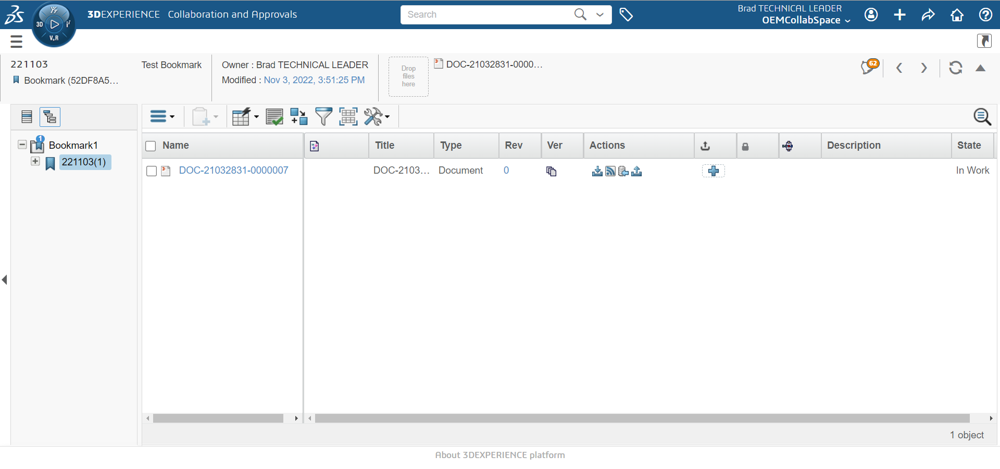 3DEXPERIENCE Collaboration and Approvals
Search
Brad TECHNICAL LEADER
OEMCollabSpace
3D
V.R
221103
Test Bookmark
Bookmark (52DF8A5...
Owner : Brad TECHNICAL LEADER
Modified : Nov 3, 2022, 3:51:25 PM
Drop
files
here
DOC-21032831-0000...
62
1
Bookmark1
221103(1)
Name Title Type Rev Ver Actions Description State
DOC-21032831-0000007 DOC-2103... Document 0 In Work
1 object
About 3DEXPERIENCE platform